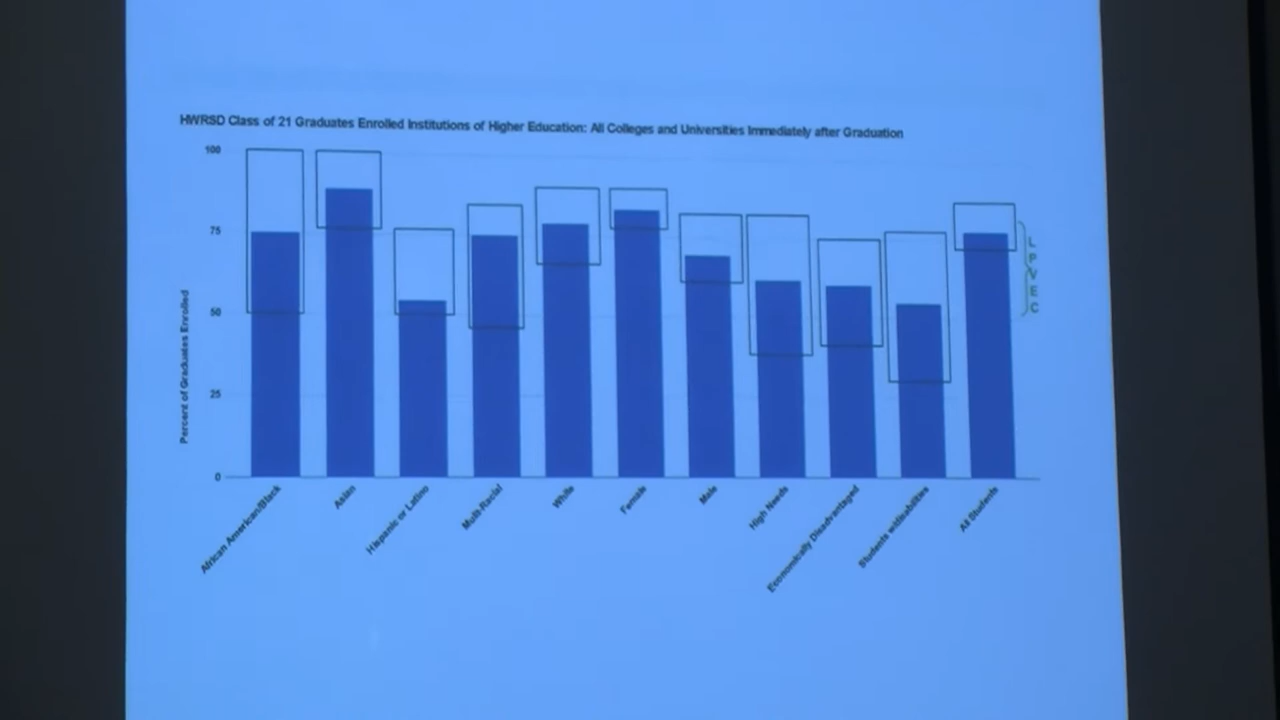 HWRSD Class of 21 Graduates Enrolled Institutions of Higher Education: All Colleges and Universities Immediately after Graduation
100
75
50
25
0
Percent of Graduates Enrolled
L
P
V
E
C
African American/Black
Asian
Hispanic or Latino
Multi-Racial
White
Female
Male
High Needs
Economically Disadvantaged
Students w/disabilities
All Students